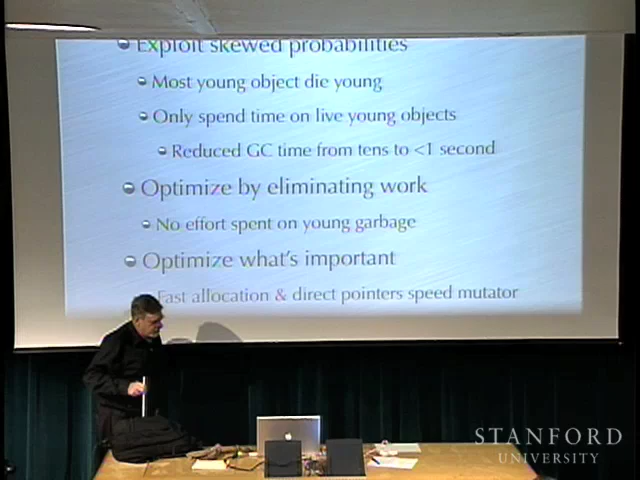 Exploit skewed probabilities
Most young object die young
Only spend time on live young objects
Reduced GC time from tens to <1 second
Optimize by eliminating work
No effort spent on young garbage
Optimize what's important
Fast allocation & direct pointers speed mutator
STANFORD
UNIVERSITY